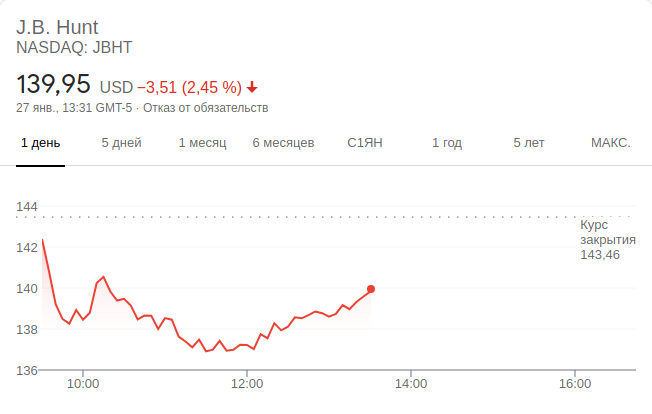 J.B. Hunt
NASDAQ: JBHT
139,95 USD −3,51 (2,45 %)
27 янв., 13:31 GMT-5 · Отказ от обязательств
1 день 5 дней 1 месяц 6 месяцев С1ЯН 1 год 5 лет МАКС.
144
Курс
закрытия
143,46
142
140
138
136
10:00 12:00 14:00 16:00